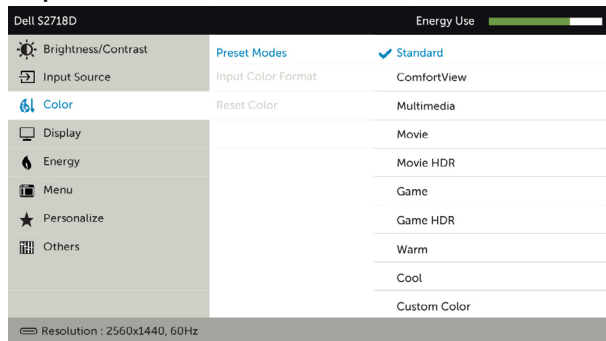 Dell S2718D Energy Use
Brightness/Contrast
Input Source
Color
Display
Energy
Menu
Personalize
Others
Preset Modes
Input Color Format
Reset Color
Standard
ComfortView
Multimedia
Movie
Movie HDR
Game
Game HDR
Warm
Cool
Custom Color
Resolution : 2560x1440, 60Hz